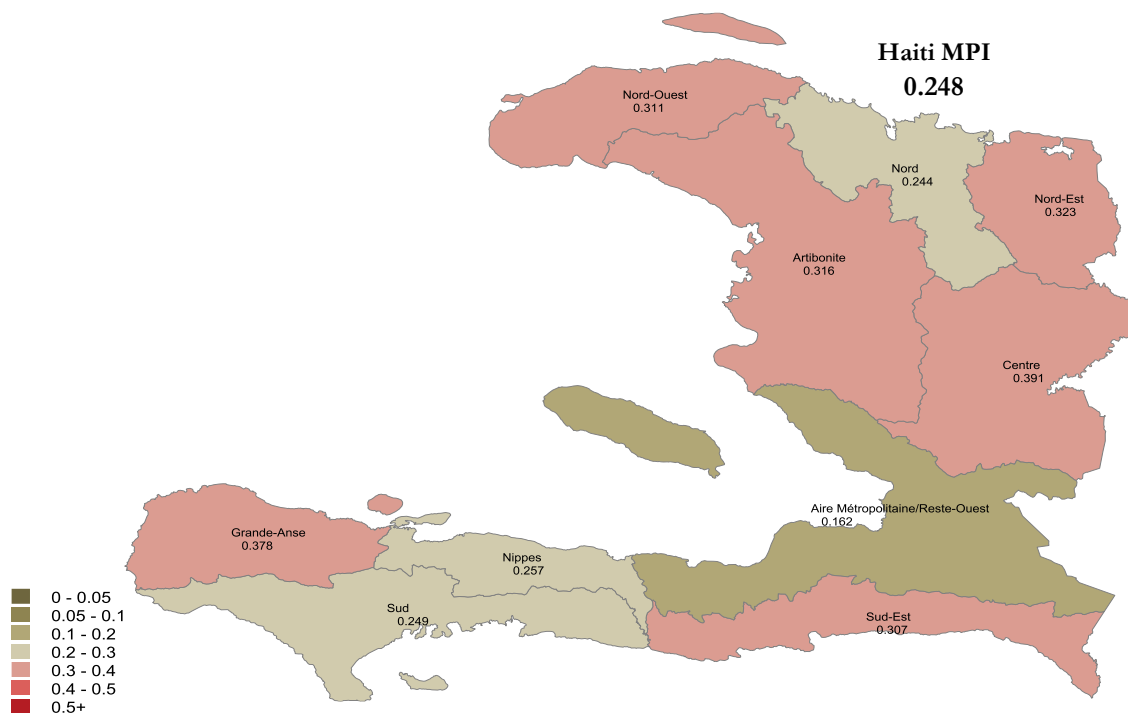 Haiti MPI
0.248
Nord-Ouest
0.311
Nord
0.244
Nord-Est
0.323
Artibonite
0.316
Centre
0.391
Aire Métropolitaine/Reste-Ouest
0.162
Grande-Anse
0.378
Nippes
0.257
Sud
0.249
Sud-Est
0.307
0 - 0.05
0.05 - 0.1
0.1 - 0.2
0.2 - 0.3
0.3 - 0.4
0.4 - 0.5
0.5+